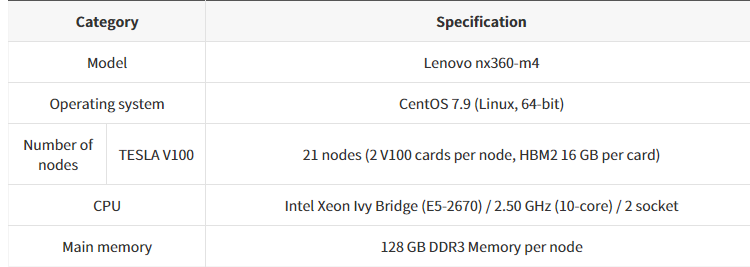 Category Specification
Model Lenovo nx360-m4
Operating system CentOS 7.9 (Linux, 64-bit)
Number of
nodes
TESLA V100 21 nodes (2 V100 cards per node, HBM2 16 GB per card)
CPU Intel Xeon Ivy Bridge (E5-2670) / 2.50 GHz (10-core) / 2 socket
Main memory 128 GB DDR3 Memory per node